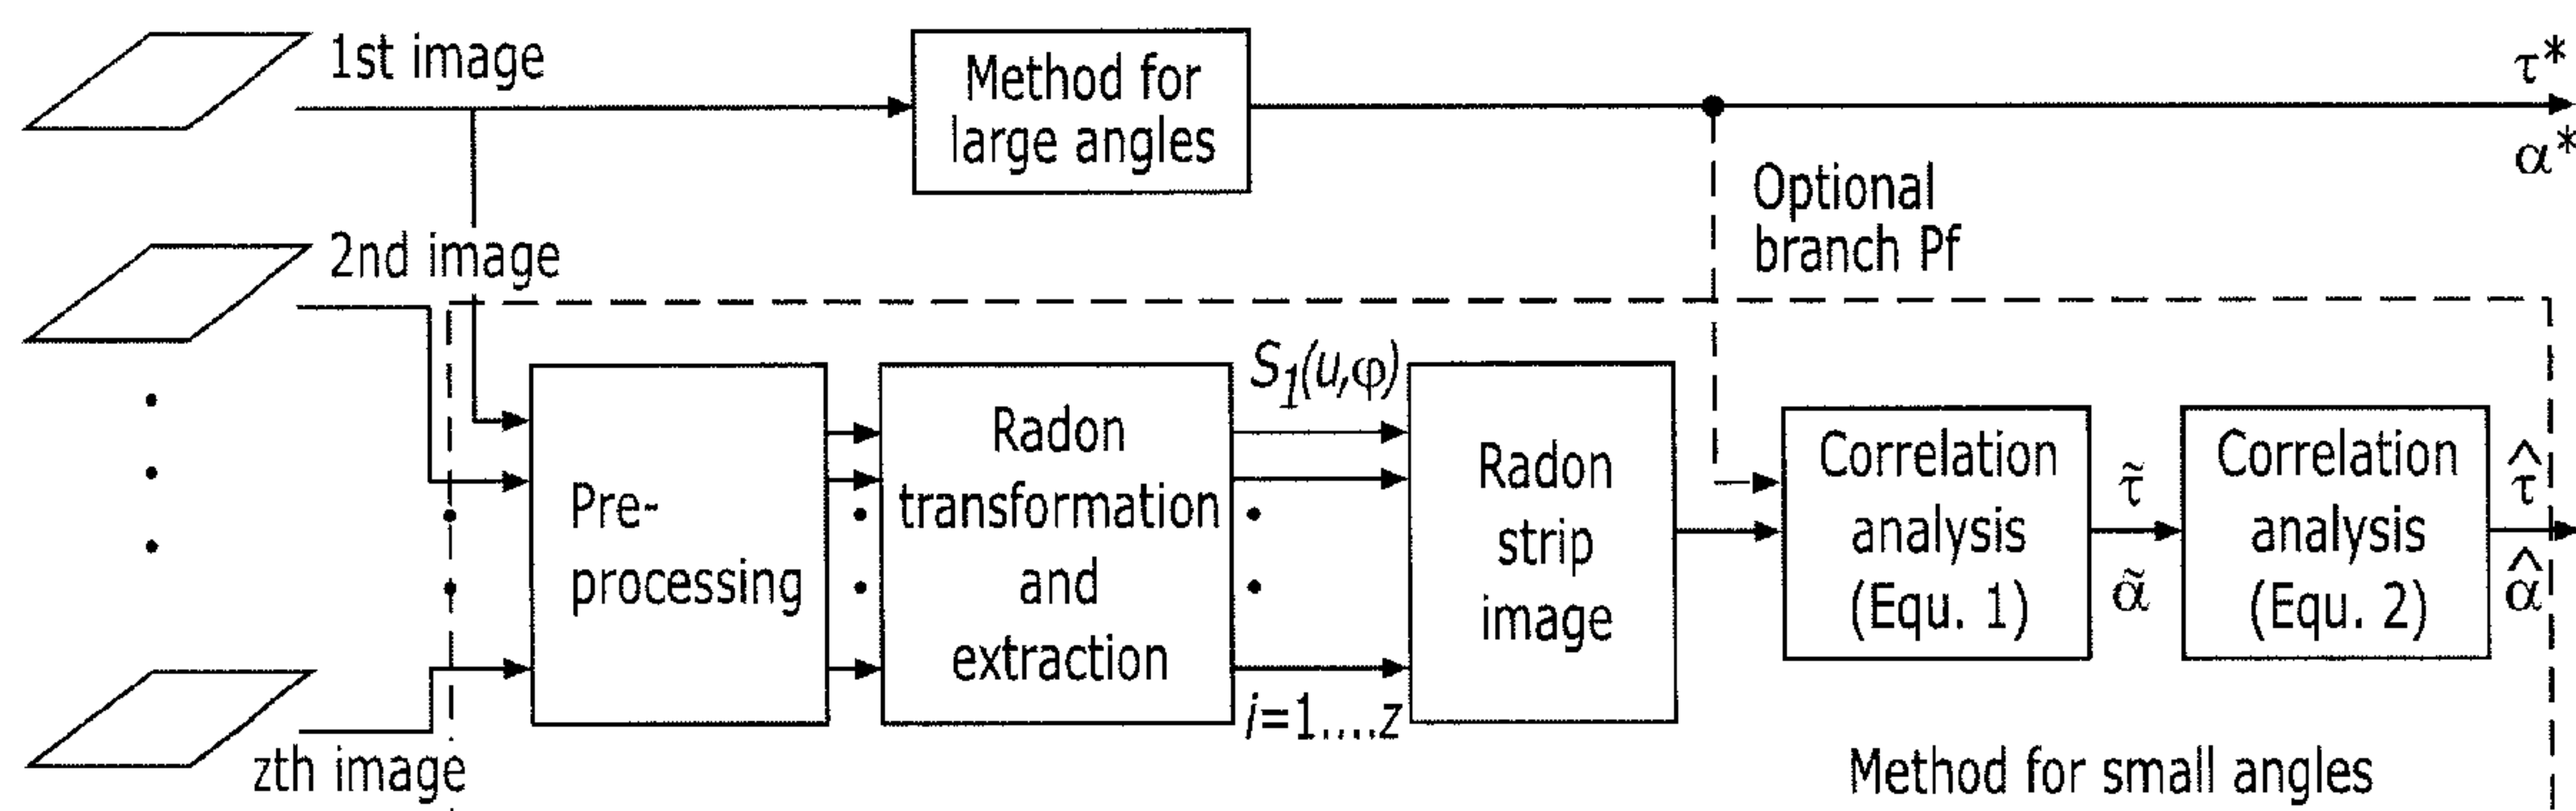 1st image
Method for
large angles
τ*
α*
Optional
branch Pf
2nd image
S1(u,φ)
Pre-
processing
Radon
transformation
and
extraction
Radon
strip
image
Correlation
analysis
(Equ. 1)
τ̃
α̃
Correlation
analysis
(Equ. 2)
τ̂
α̂
i=1....z
zth image
Method for small angles